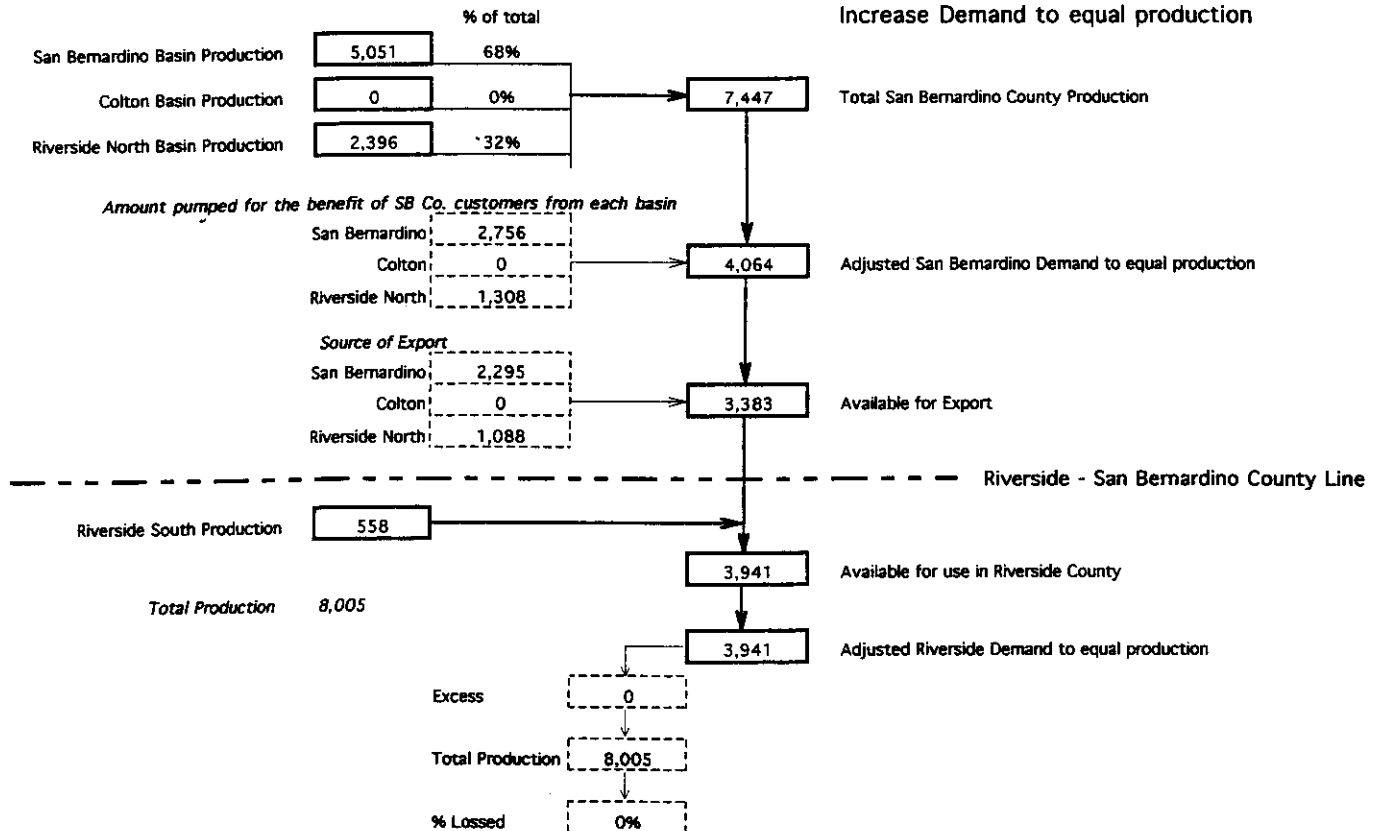 % of total
Increase Demand to equal production
San Bernardino Basin Production 5,051 68%
Colton Basin Production 0 0% 7,447 Total San Bernardino County Production
Riverside North Basin Production 2,396 32%
Amount pumped for the benefit of SB Co. customers from each basin
San Bernardino 2,756
Colton 0 4,064 Adjusted San Bernardino Demand to equal production
Riverside North 1,308
Source of Export
San Bernardino 2,295
Colton 0 3,383 Available for Export
Riverside North 1,088
Riverside - San Bernardino County Line
Riverside South Production 558
3,941 Available for use in Riverside County
Total Production 8,005
3,941 Adjusted Riverside Demand to equal production
Excess 0
Total Production 8,005
% Lossed 0%